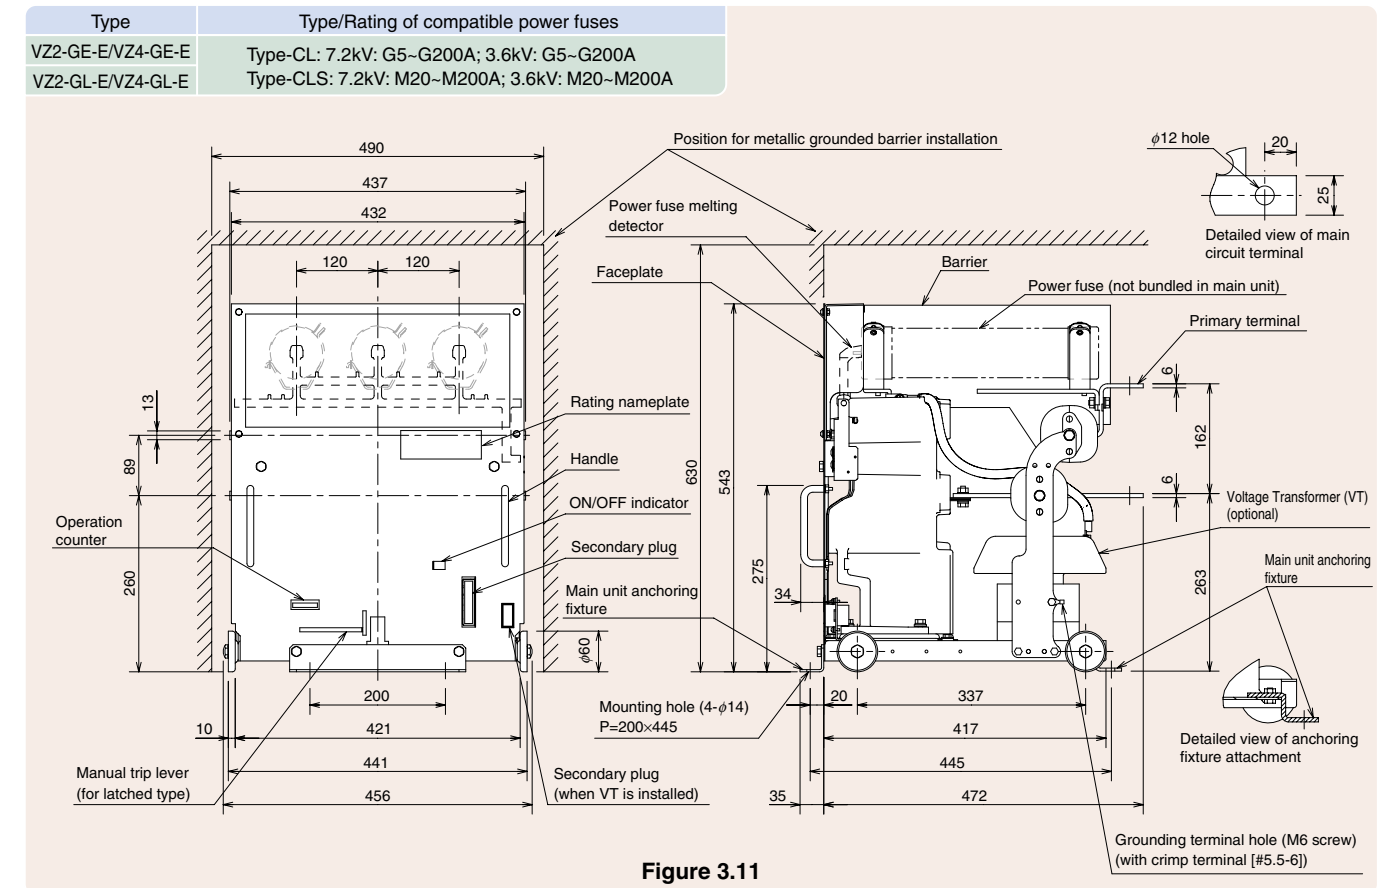 Type
Type/Rating of compatible power fuses
VZ2-GE-E/VZ4-GE-E
VZ2-GL-E/VZ4-GL-E
Type-CL: 7.2kV: G5~G200A; 3.6kV: G5~G200A
Type-CLS: 7.2kV: M20~M200A; 3.6kV: M20~M200A
490
437
432
120
120
13
89
260
Operation
counter
200
10
421
441
456
Manual trip lever
(for latched type)
Position for metallic grounded barrier installation
Power fuse melting
detector
Faceplate
Rating nameplate
Handle
ON/OFF indicator
Secondary plug
Main unit anchoring
fixture
φ60
Mounting hole (4-φ14)
P=200×445
Secondary plug
(when VT is installed)
630
543
275
34
Barrier
Power fuse (not bundled in main unit)
Primary terminal
6
162
6
263
Voltage Transformer (VT)
(optional)
Main unit anchoring
fixture
20
337
417
445
35
472
φ12 hole
20
25
Detailed view of main
circuit terminal
Detailed view of anchoring
fixture attachment
Grounding terminal hole (M6 screw)
(with crimp terminal [#5.5-6])
Figure 3.11